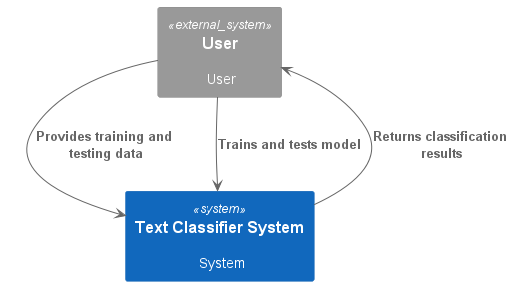 «external_system»
User
User
Provides training and
testing data
Trains and tests model
Returns classification
results
«system»
Text Classifier System
System